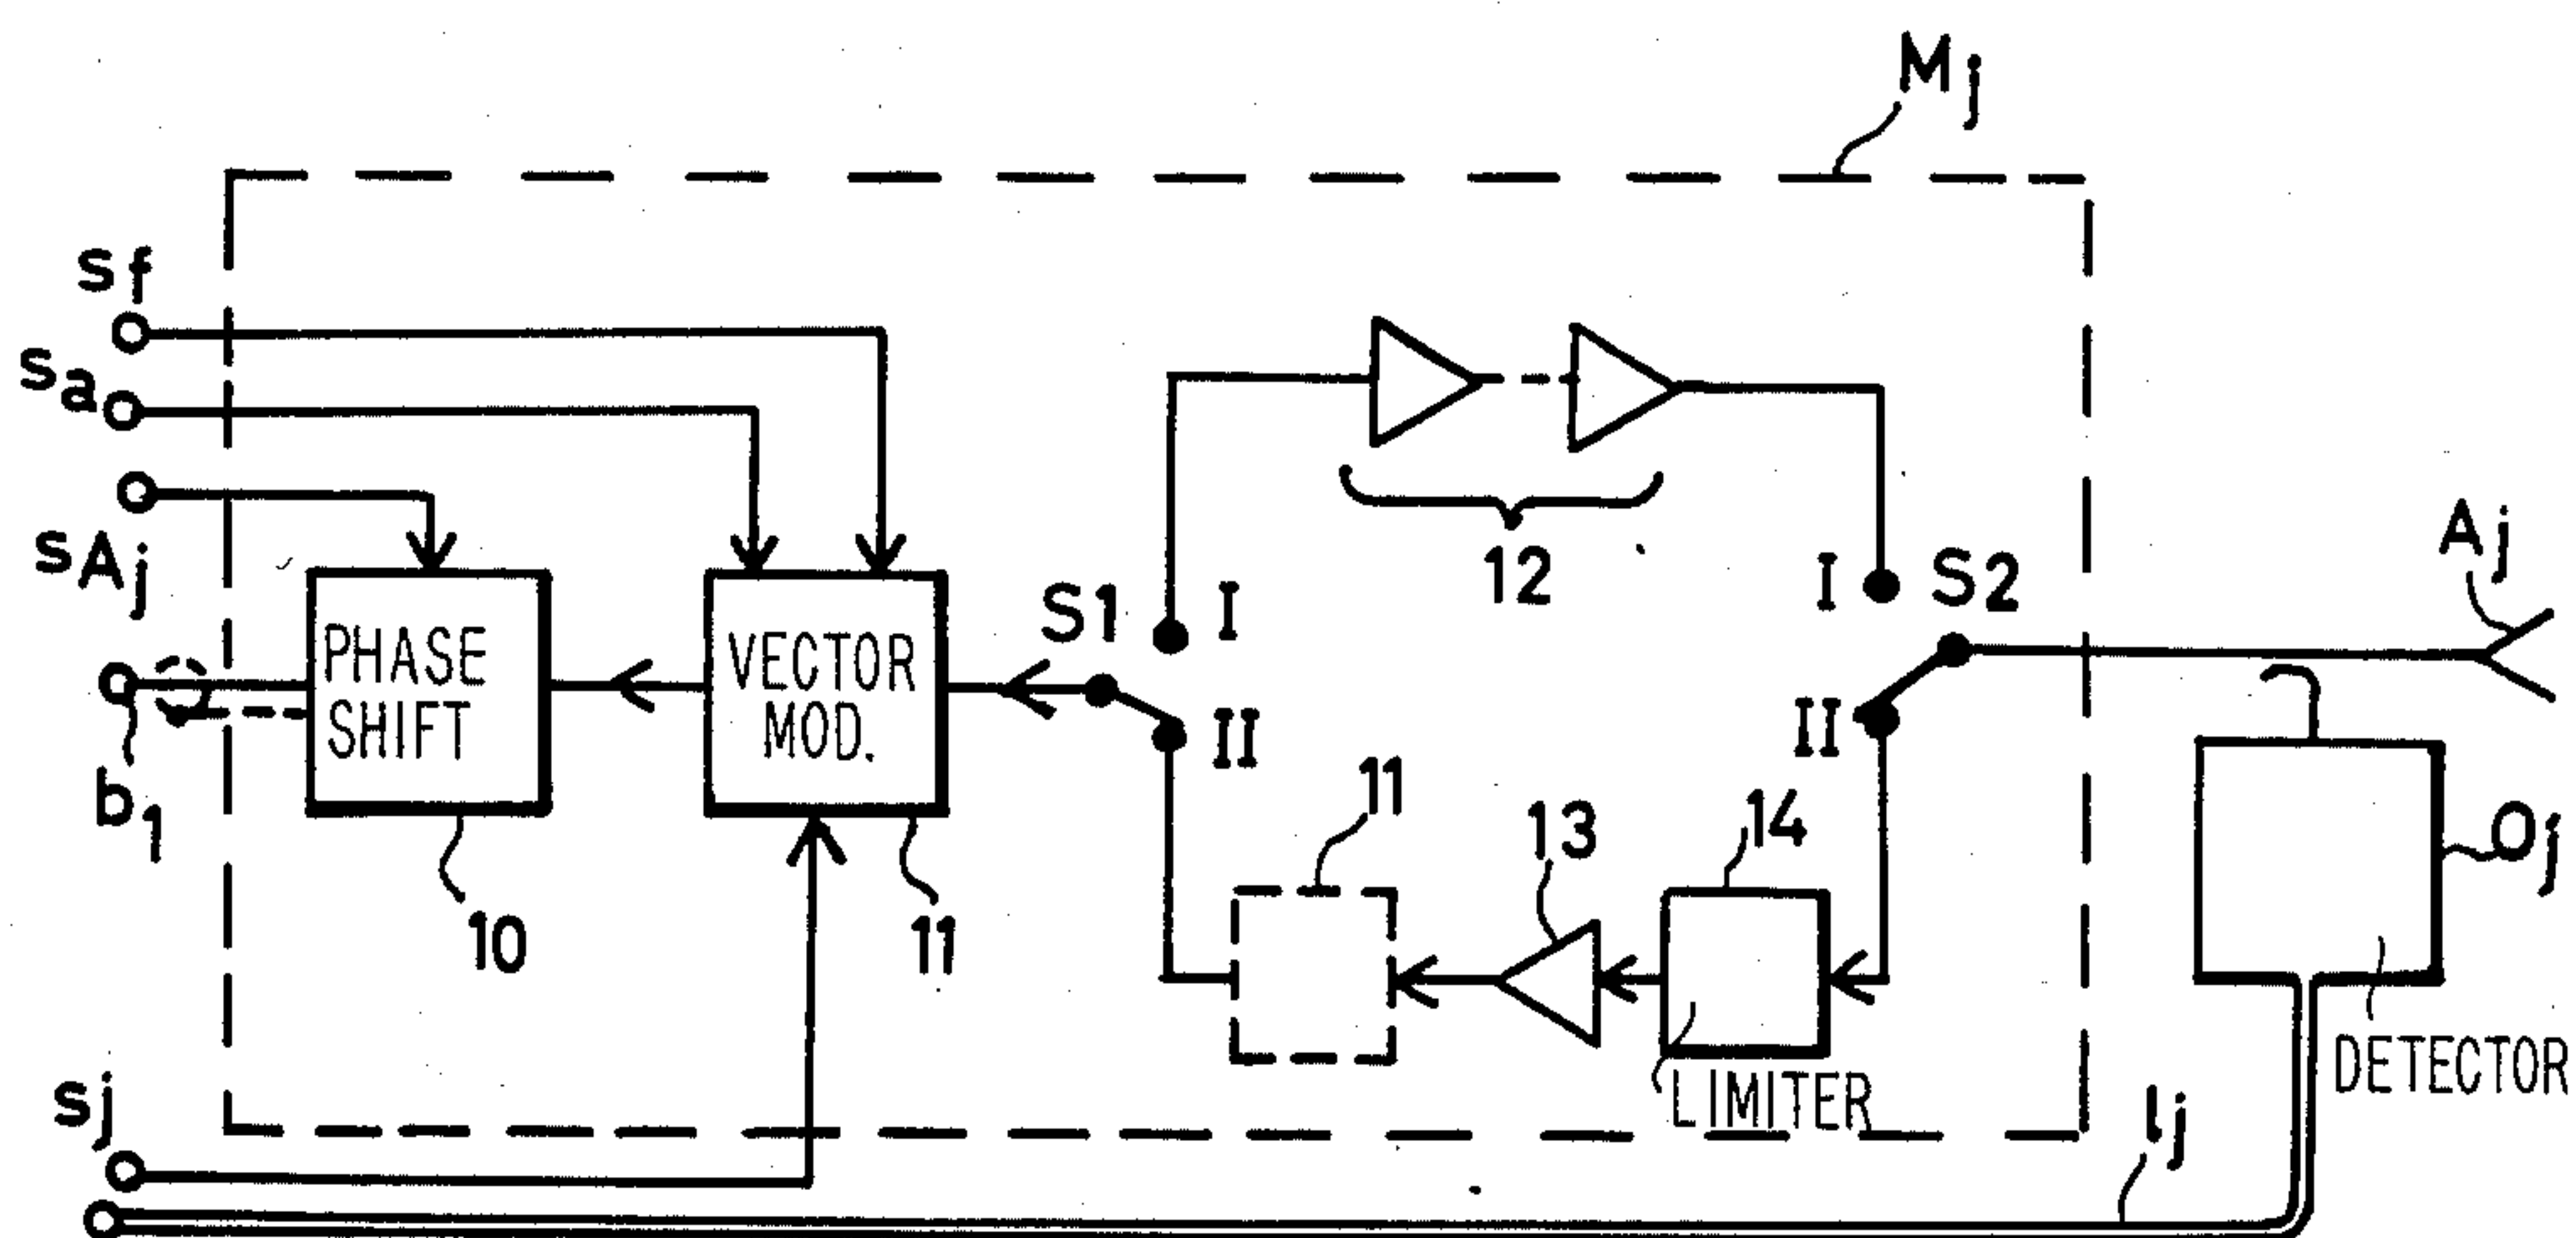 Mj
sf
sa
sAj
b1
PHASE
SHIFT
10
VECTOR
MOD.
11
S1
I
II
12
I
II
S2
Aj
11
13
14
LIMITER
Oj
DETECTOR
lj
sj